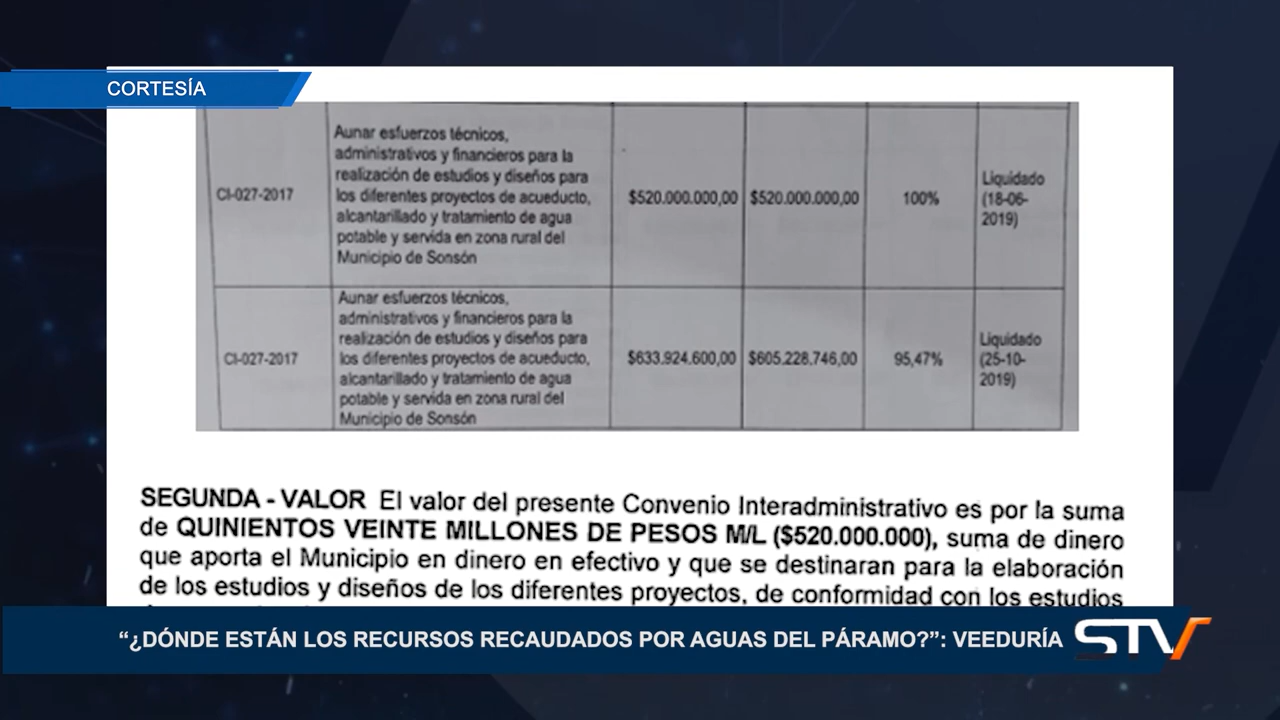 CORTESÍA
Aunar esfuerzos técnicos,
administrativos y financieros para la
realización de estudios y diseños para
los diferentes proyectos de acueducto,
alcantarillado y tratamiento de agua
potable y servida en zona rural del
Municipio de Sonsón
CI-027-2017
$520.000.000,00
$520.000.000,00
100%
Liquidado
(18-06-
2019)
Aunar esfuerzos técnicos,
administrativos y financieros para la
realización de estudios y diseños para
los diferentes proyectos de acueducto,
alcantarillado y tratamiento de agua
potable y servida en zona rural del
Municipio de Sonsón
CI-027-2017
$633.924.600,00
$605.228.746,00
95,47%
Liquidado
(25-10-
2019)
SEGUNDA - VALOR El valor del presente Convenio Interadministrativo es por la suma
de QUINIENTOS VEINTE MILLONES DE PESOS M/L ($520.000.000), suma de dinero
que aporta el Municipio en dinero en efectivo y que se destinaran para la elaboración
de los estudios y diseños de los diferentes proyectos, de conformidad con los estudios
“¿DÓNDE ESTÁN LOS RECURSOS RECAUDADOS POR AGUAS DEL PÁRAMO?”: VEEDURÍA
STV